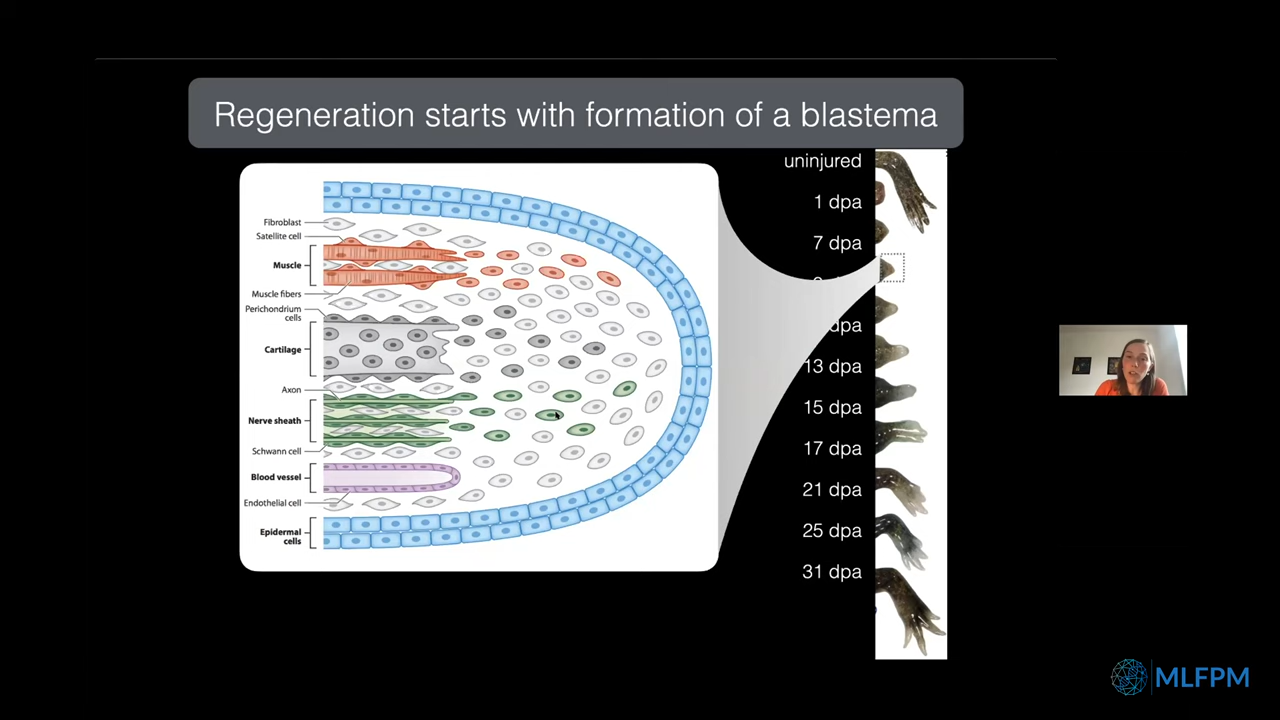 Regeneration starts with formation of a blastema
Fibroblast
Satellite cell
Muscle
Muscle fibers
Perichondrium
cells
Cartilage
Axon
Nerve sheath
Schwann cell
Blood vessel
Endothelial cell
Epidermal
cells
uninjured
1 dpa
7 dpa
dpa
13 dpa
15 dpa
17 dpa
21 dpa
25 dpa
31 dpa
MLFPM